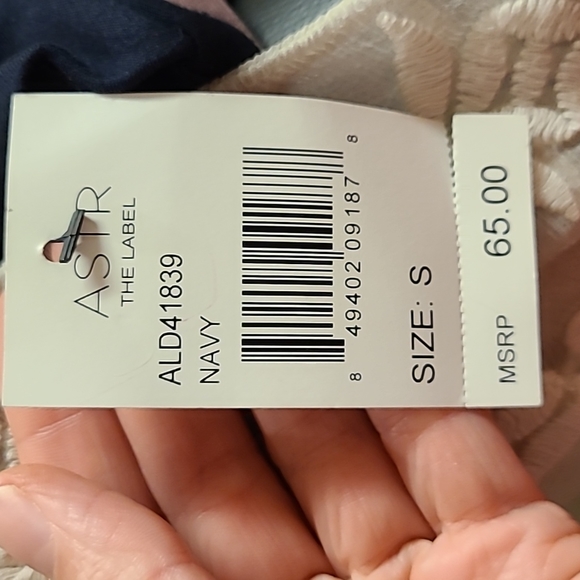 ASTR
THE LABEL
ALD41839
NAVY
8 49402 09187 8
SIZE: S
MSRP 65.00